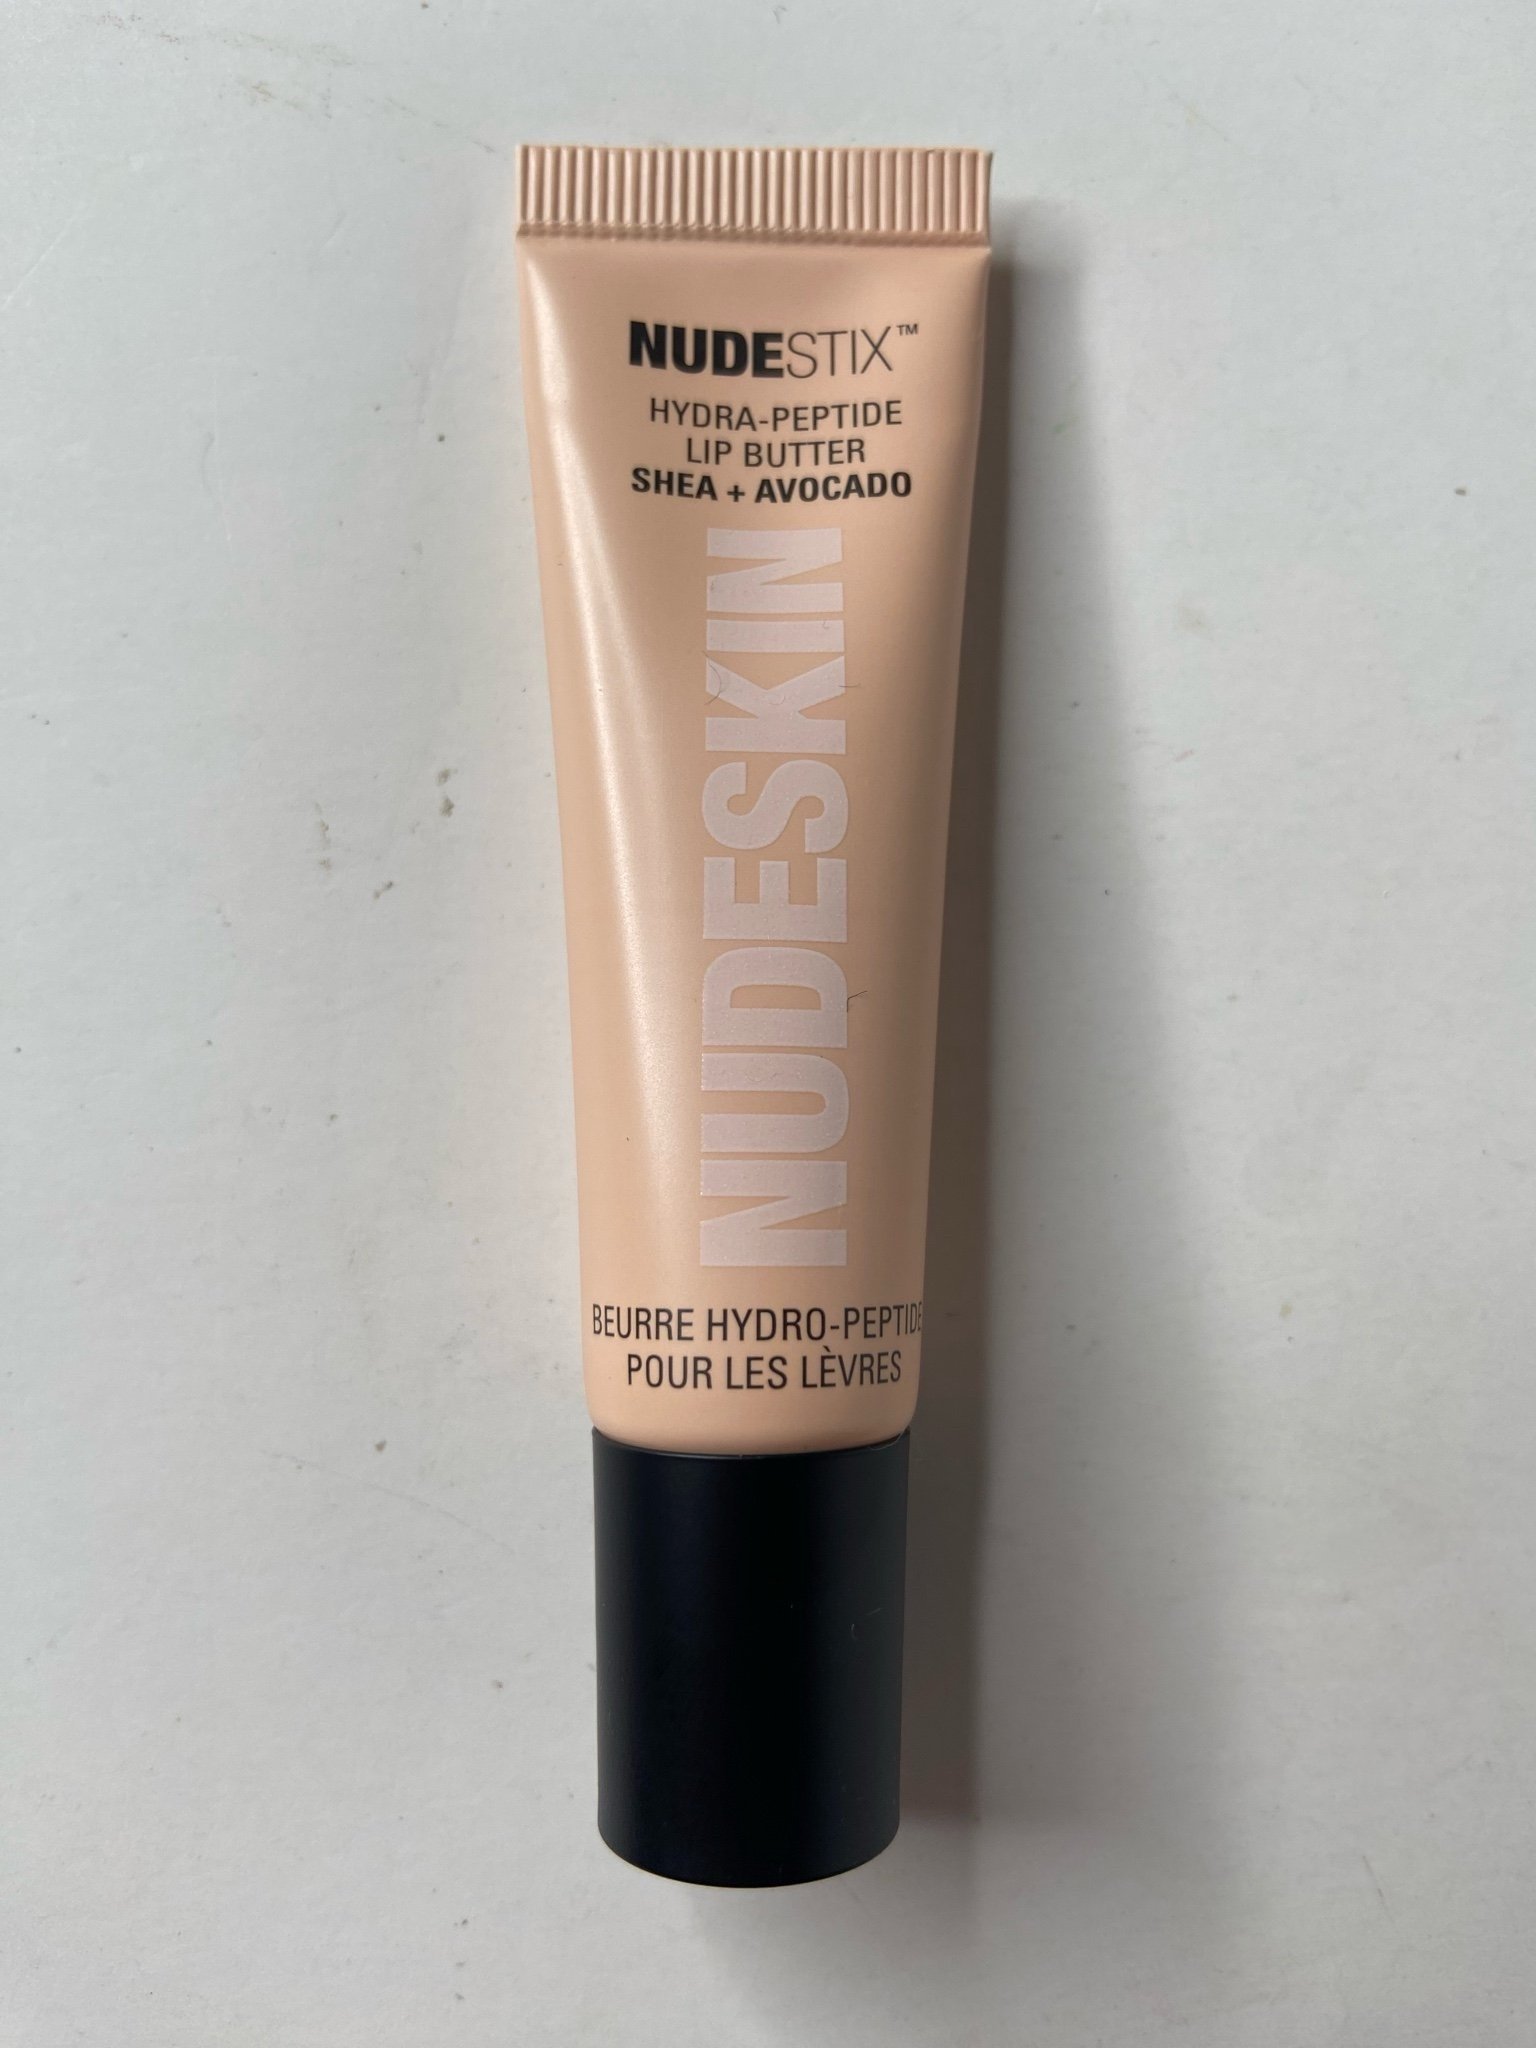 NUDESTIX™
HYDRA-PEPTIDE
LIP BUTTER
SHEA + AVOCADO
NUDESKIN
BEURRE HYDRO-PEPTIDE
POUR LES LÈVRES